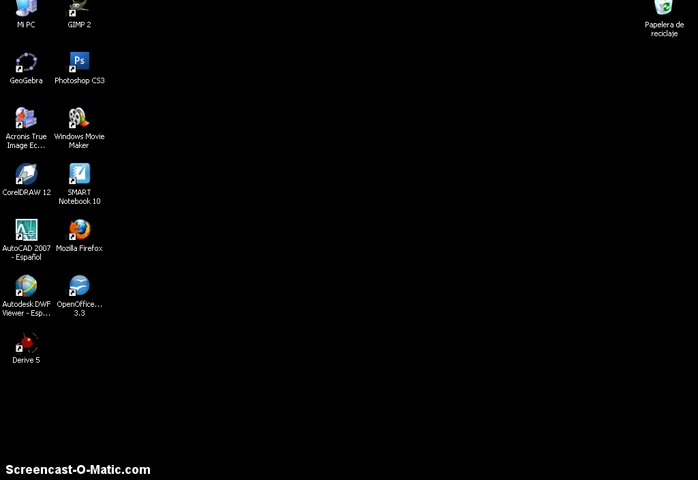 Mi PC
GIMP 2
Papelera de
reciclaje
GeoGebra
Photoshop CS3
Acronis True
Image Ec...
Windows Movie
Maker
CorelDRAW 12
SMART
Notebook 10
AutoCAD 2007
- Español
Mozilla Firefox
Autodesk DWF
Viewer - Esp...
OpenOffice...
3.3
Derive 5
Screencast-O-Matic.com